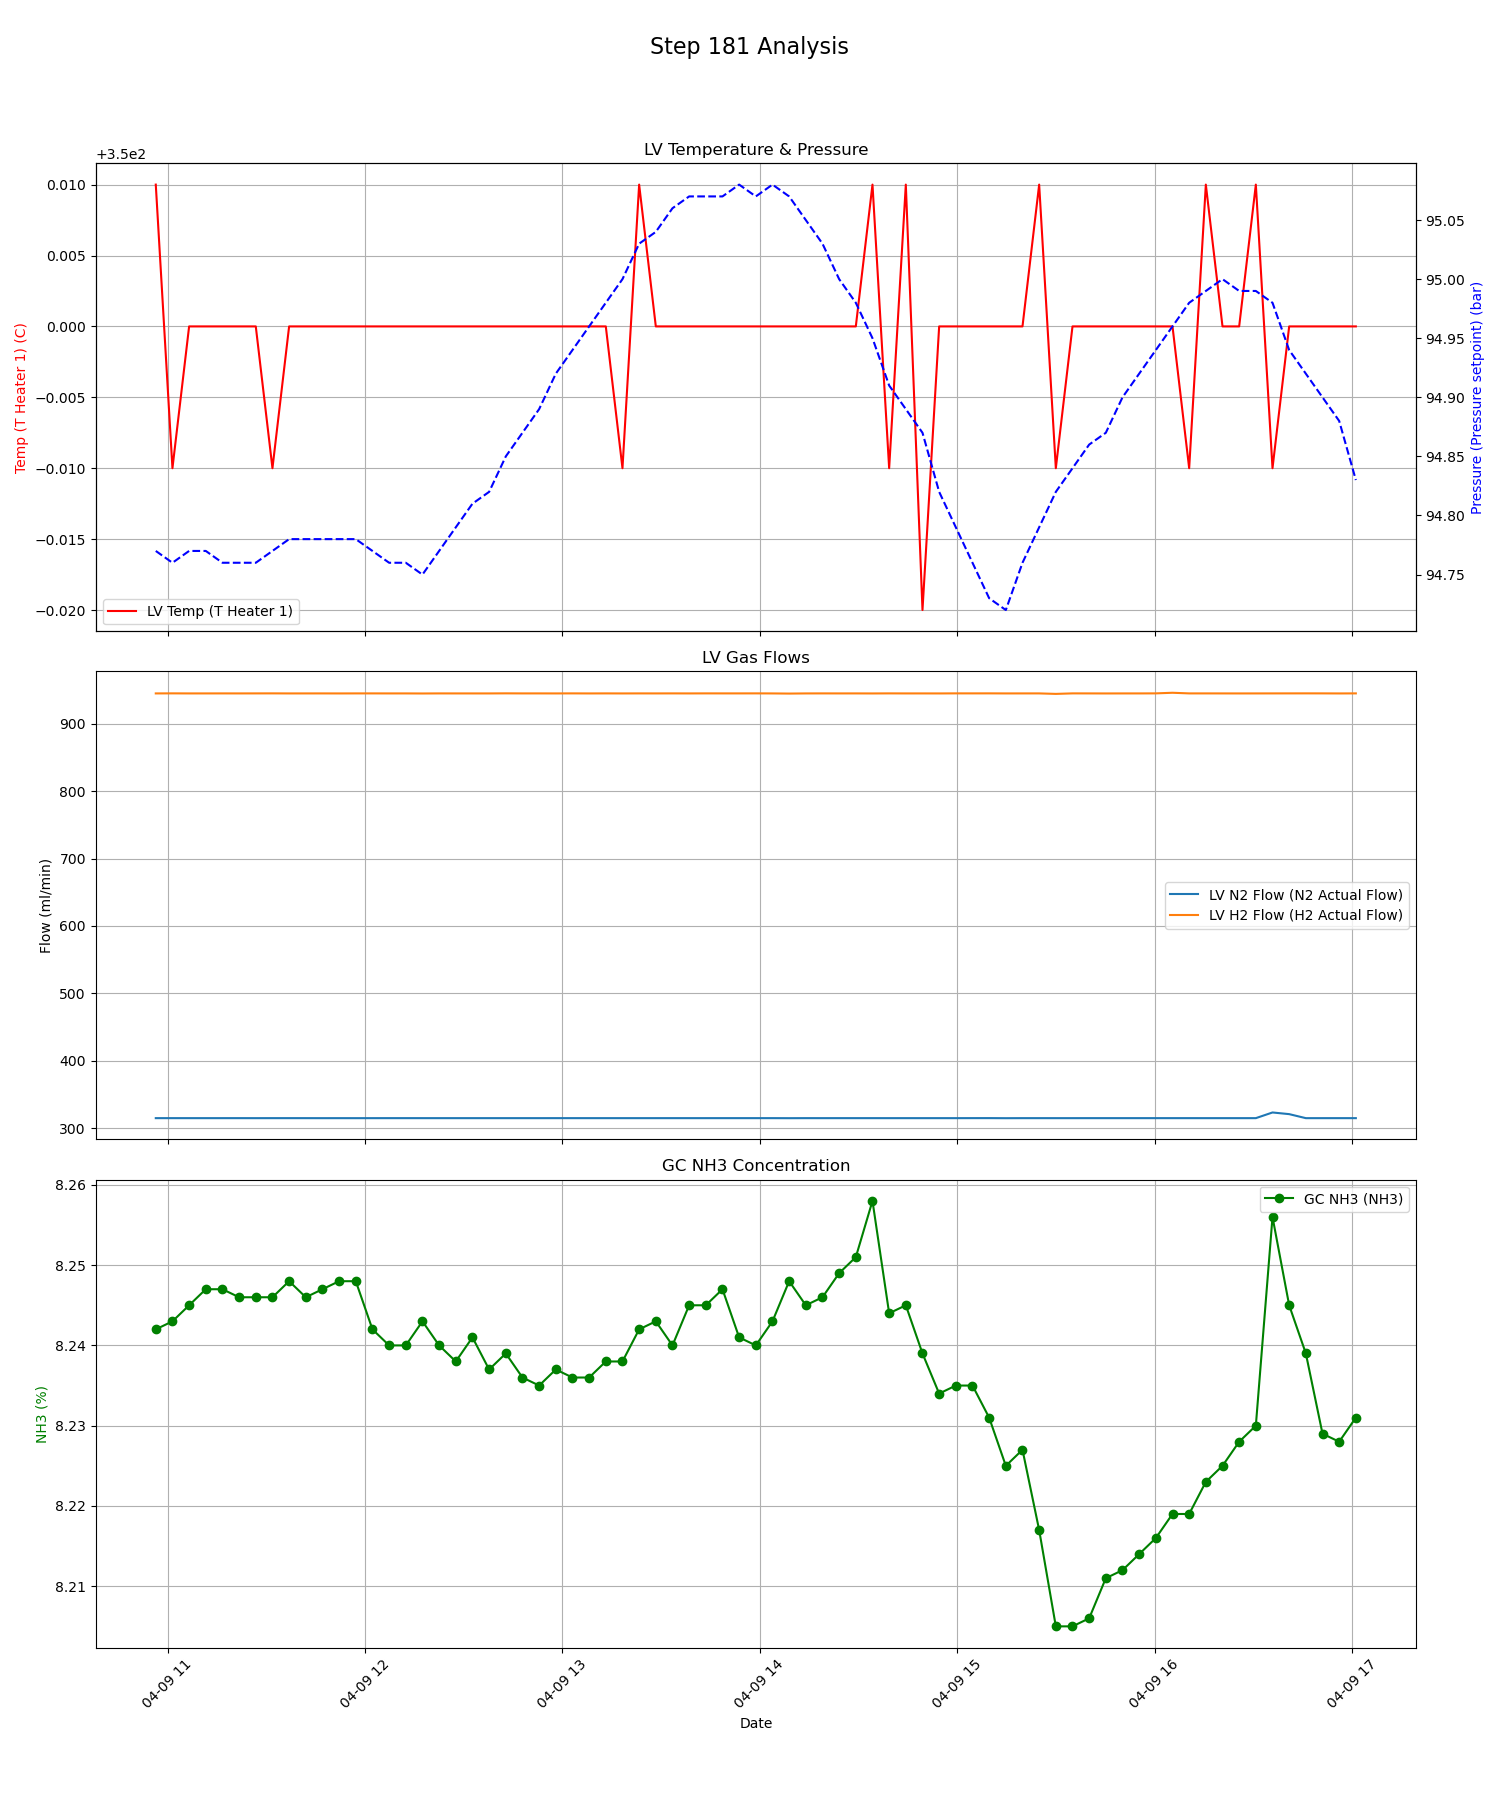 Step 181 Analysis
LV Temperature & Pressure
+3.5e2
0.010
0.005
0.000
−0.005
−0.010
−0.015
−0.020
Temp (T Heater 1) (C)
95.05
95.00
94.95
94.90
94.85
94.80
94.75
Pressure (Pressure setpoint) (bar)
LV Temp (T Heater 1)
LV Gas Flows
900
800
700
600
500
400
300
Flow (ml/min)
LV N2 Flow (N2 Actual Flow)
LV H2 Flow (H2 Actual Flow)
GC NH3 Concentration
8.26
8.25
8.24
8.23
8.22
8.21
NH3 (%)
GC NH3 (NH3)
04-09 11
04-09 12
04-09 13
04-09 14
04-09 15
04-09 16
04-09 17
Date